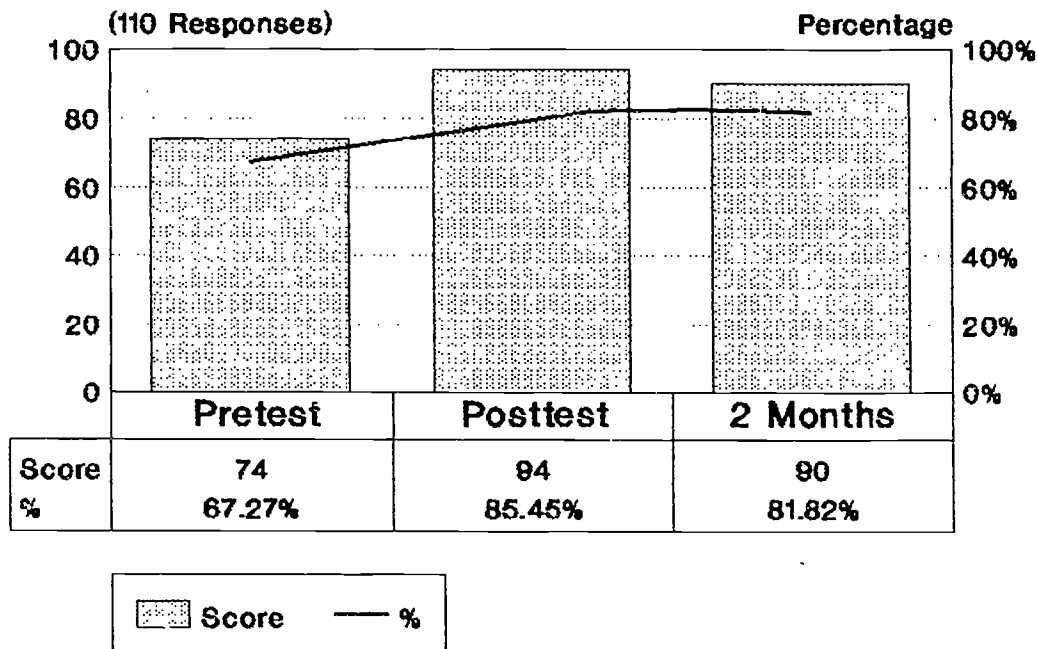 (110 Responses) Percentage
100 100%
80 80%
60 60%
40 40%
20 20%
0 0%
Pretest Posttest 2 Months
Score 74 94 90
% 67.27% 85.45% 81.82%
Score %